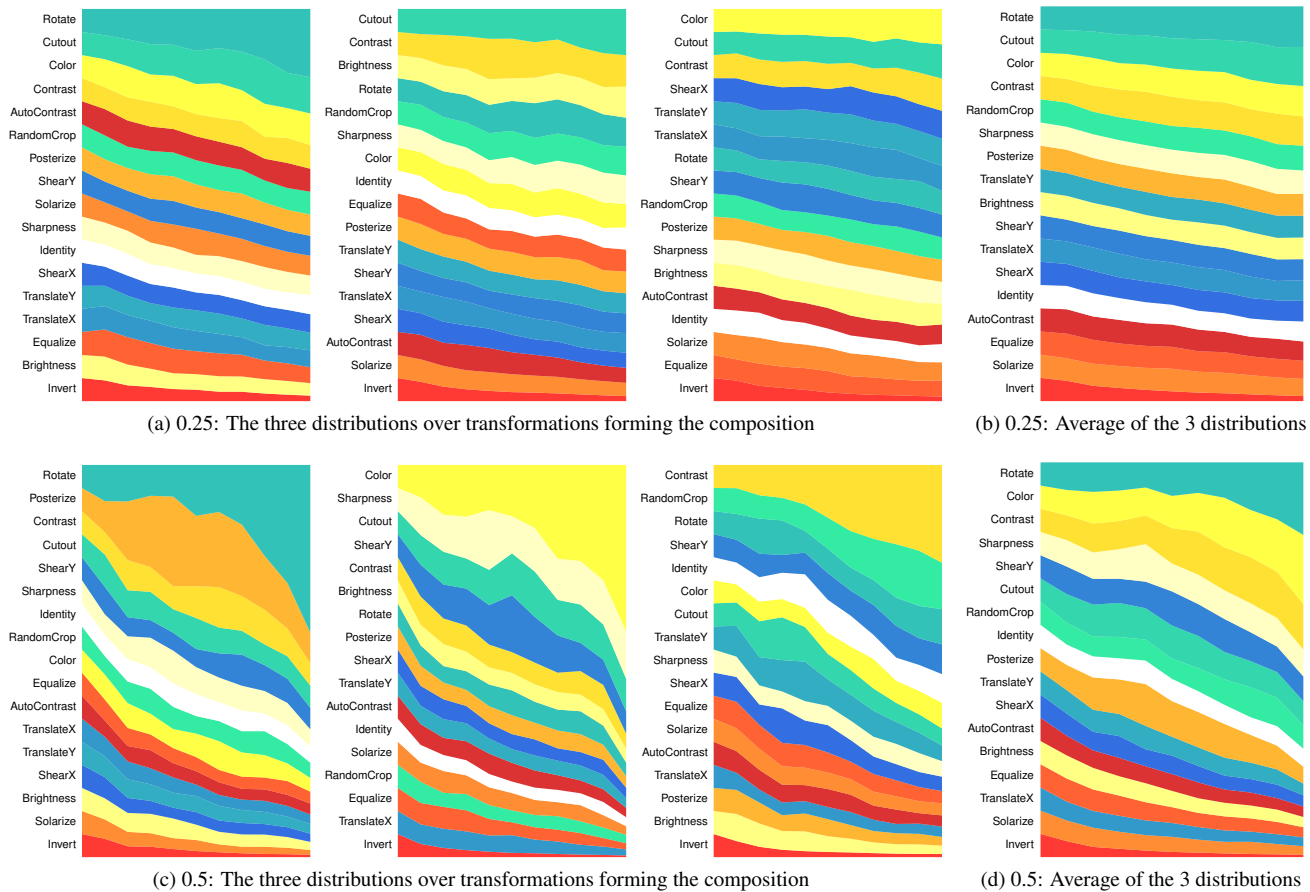 Rotate
Cutout
Color
Contrast
AutoContrast
RandomCrop
Posterize
ShearY
Solarize
Sharpness
Identity
ShearX
TranslateY
TranslateX
Equalize
Brightness
Invert
Cutout
Contrast
Brightness
Rotate
RandomCrop
Sharpness
Color
Identity
Equalize
Posterize
TranslateY
ShearY
TranslateX
ShearX
AutoContrast
Solarize
Invert
Color
Cutout
Contrast
ShearX
TranslateY
TranslateX
Rotate
ShearY
RandomCrop
Posterize
Sharpness
Brightness
AutoContrast
Identity
Solarize
Equalize
Invert
(a) 0.25: The three distributions over transformations forming the composition
Rotate
Cutout
Color
Contrast
RandomCrop
Sharpness
Posterize
TranslateY
Brightness
ShearY
TranslateX
ShearX
Identity
AutoContrast
Equalize
Solarize
Invert
(b) 0.25: Average of the 3 distributions
Rotate
Posterize
Contrast
Cutout
ShearY
Sharpness
Identity
RandomCrop
Color
Equalize
AutoContrast
TranslateX
TranslateY
ShearX
Brightness
Solarize
Invert
Color
Sharpness
Cutout
ShearY
Contrast
Brightness
Rotate
Posterize
ShearX
TranslateY
AutoContrast
Identity
Solarize
RandomCrop
Equalize
TranslateX
Invert
Contrast
RandomCrop
Rotate
ShearY
Identity
Color
Cutout
TranslateY
Sharpness
ShearX
Equalize
Solarize
AutoContrast
TranslateX
Posterize
Brightness
Invert
(c) 0.5: The three distributions over transformations forming the composition
Rotate
Color
Contrast
Sharpness
ShearY
Cutout
RandomCrop
Identity
Posterize
TranslateY
ShearX
AutoContrast
Brightness
Equalize
TranslateX
Solarize
Invert
(d) 0.5: Average of the 3 distributions